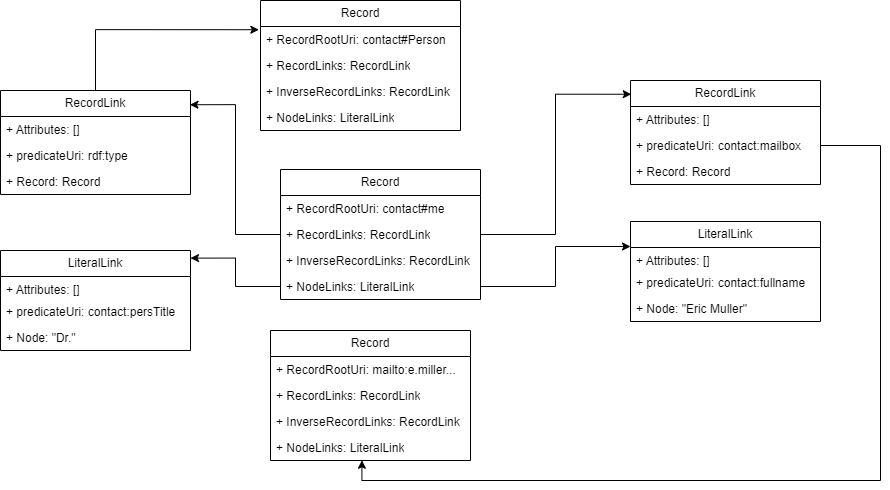 Record
+ RecordRootUri: contact#Person
+ RecordLinks: RecordLink
+ InverseRecordLinks: RecordLink
+ NodeLinks: LiteralLink
RecordLink
+ Attributes: []
+ predicateUri: rdf:type
+ Record: Record
RecordLink
+ Attributes: []
+ predicateUri: contact:mailbox
+ Record: Record
Record
+ RecordRootUri: contact#me
+ RecordLinks: RecordLink
+ InverseRecordLinks: RecordLink
+ NodeLinks: LiteralLink
LiteralLink
+ Attributes: []
+ predicateUri: contact:persTitle
+ Node: "Dr."
LiteralLink
+ Attributes: []
+ predicateUri: contact:fullname
+ Node: "Eric Muller"
Record
+ RecordRootUri: mailto:e.miller...
+ RecordLinks: RecordLink
+ InverseRecordLinks: RecordLink
+ NodeLinks: LiteralLink